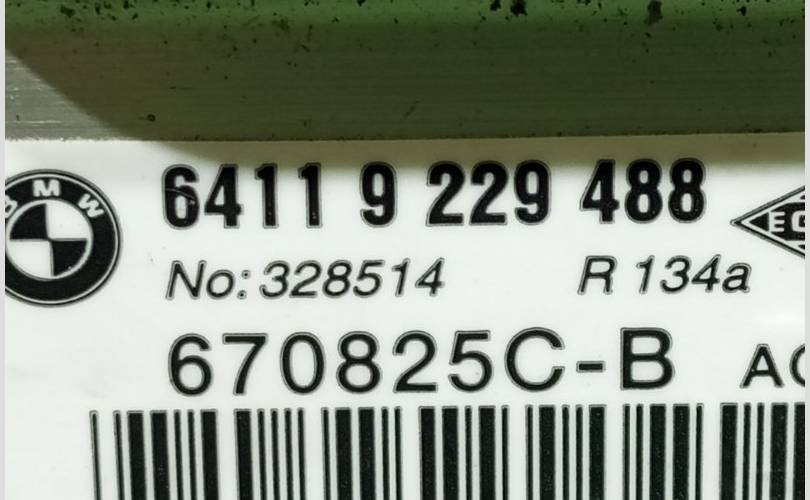 BMW
6411 9 229 488
No: 328514 R 134a
670825C-B